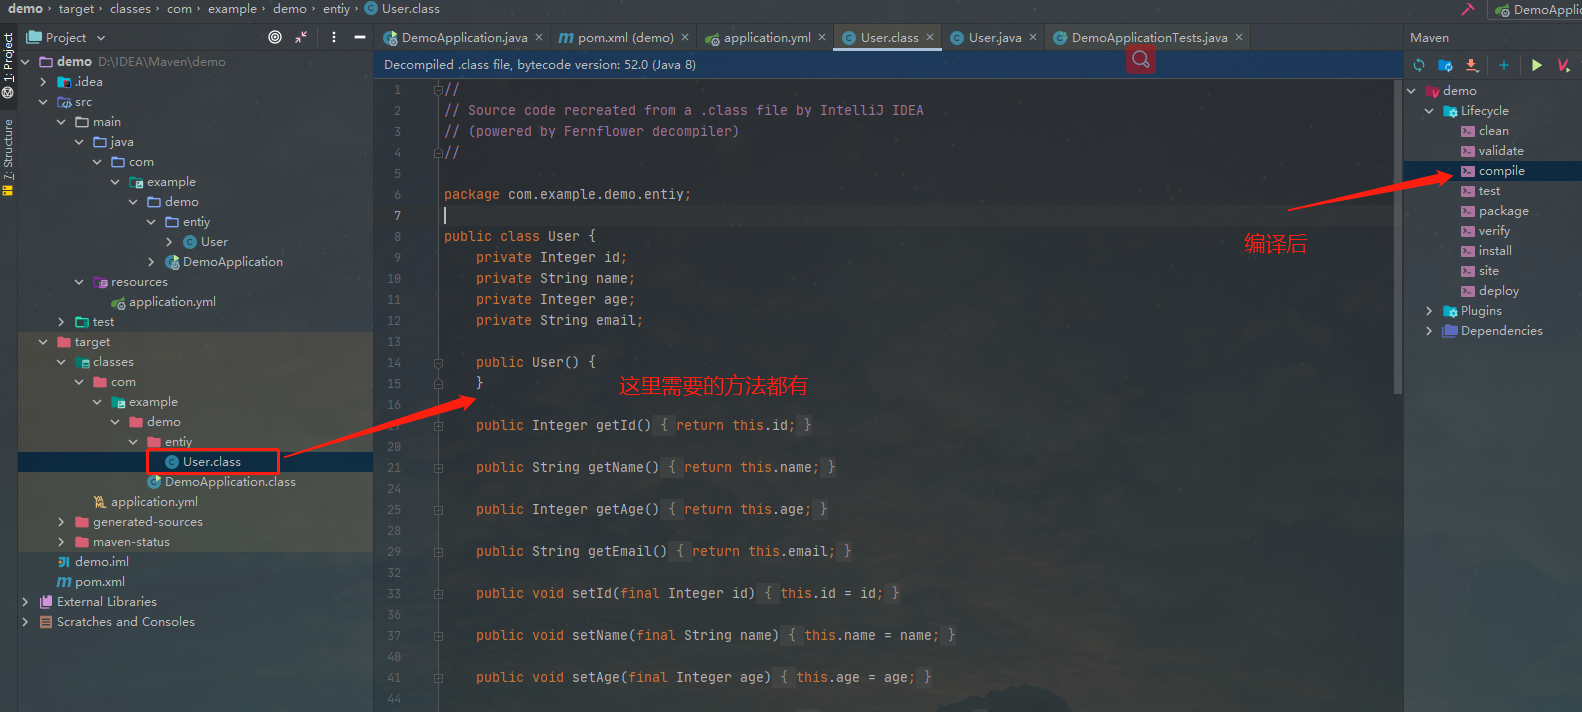 demo › target › classes › com › example › demo › entiy › User.class
DemoApplic
Project
DemoApplication.java ×
pom.xml (demo) ×
application.yml ×
User.class ×
User.java ×
DemoApplicationTests.java ×
Maven
1: Project
7: Structure
demo D:\IDEA\Maven\demo
.idea
src
main
java
com
example
demo
entiy
User
DemoApplication
resources
application.yml
test
target
classes
com
example
demo
entiy
User.class
DemoApplication.class
application.yml
generated-sources
maven-status
demo.iml
pom.xml
External Libraries
Scratches and Consoles
Decompiled .class file, bytecode version: 52.0 (Java 8)
1 //
2 // Source code recreated from a .class file by IntelliJ IDEA
3 // (powered by Fernflower decompiler)
4 //
5
6 package com.example.demo.entiy;
7
8 public class User {
9 private Integer id;
10 private String name;
11 private Integer age;
12 private String email;
13
14 public User() {
15 }
16
17 public Integer getId() { return this.id; }
20
21 public String getName() { return this.name; }
24
25 public Integer getAge() { return this.age; }
28
29 public String getEmail() { return this.email; }
32
33 public void setId(final Integer id) { this.id = id; }
36
37 public void setName(final String name) { this.name = name; }
40
41 public void setAge(final Integer age) { this.age = age; }
44
这里需要的方法都有
编译后
demo
Lifecycle
clean
validate
compile
test
package
verify
install
site
deploy
Plugins
Dependencies